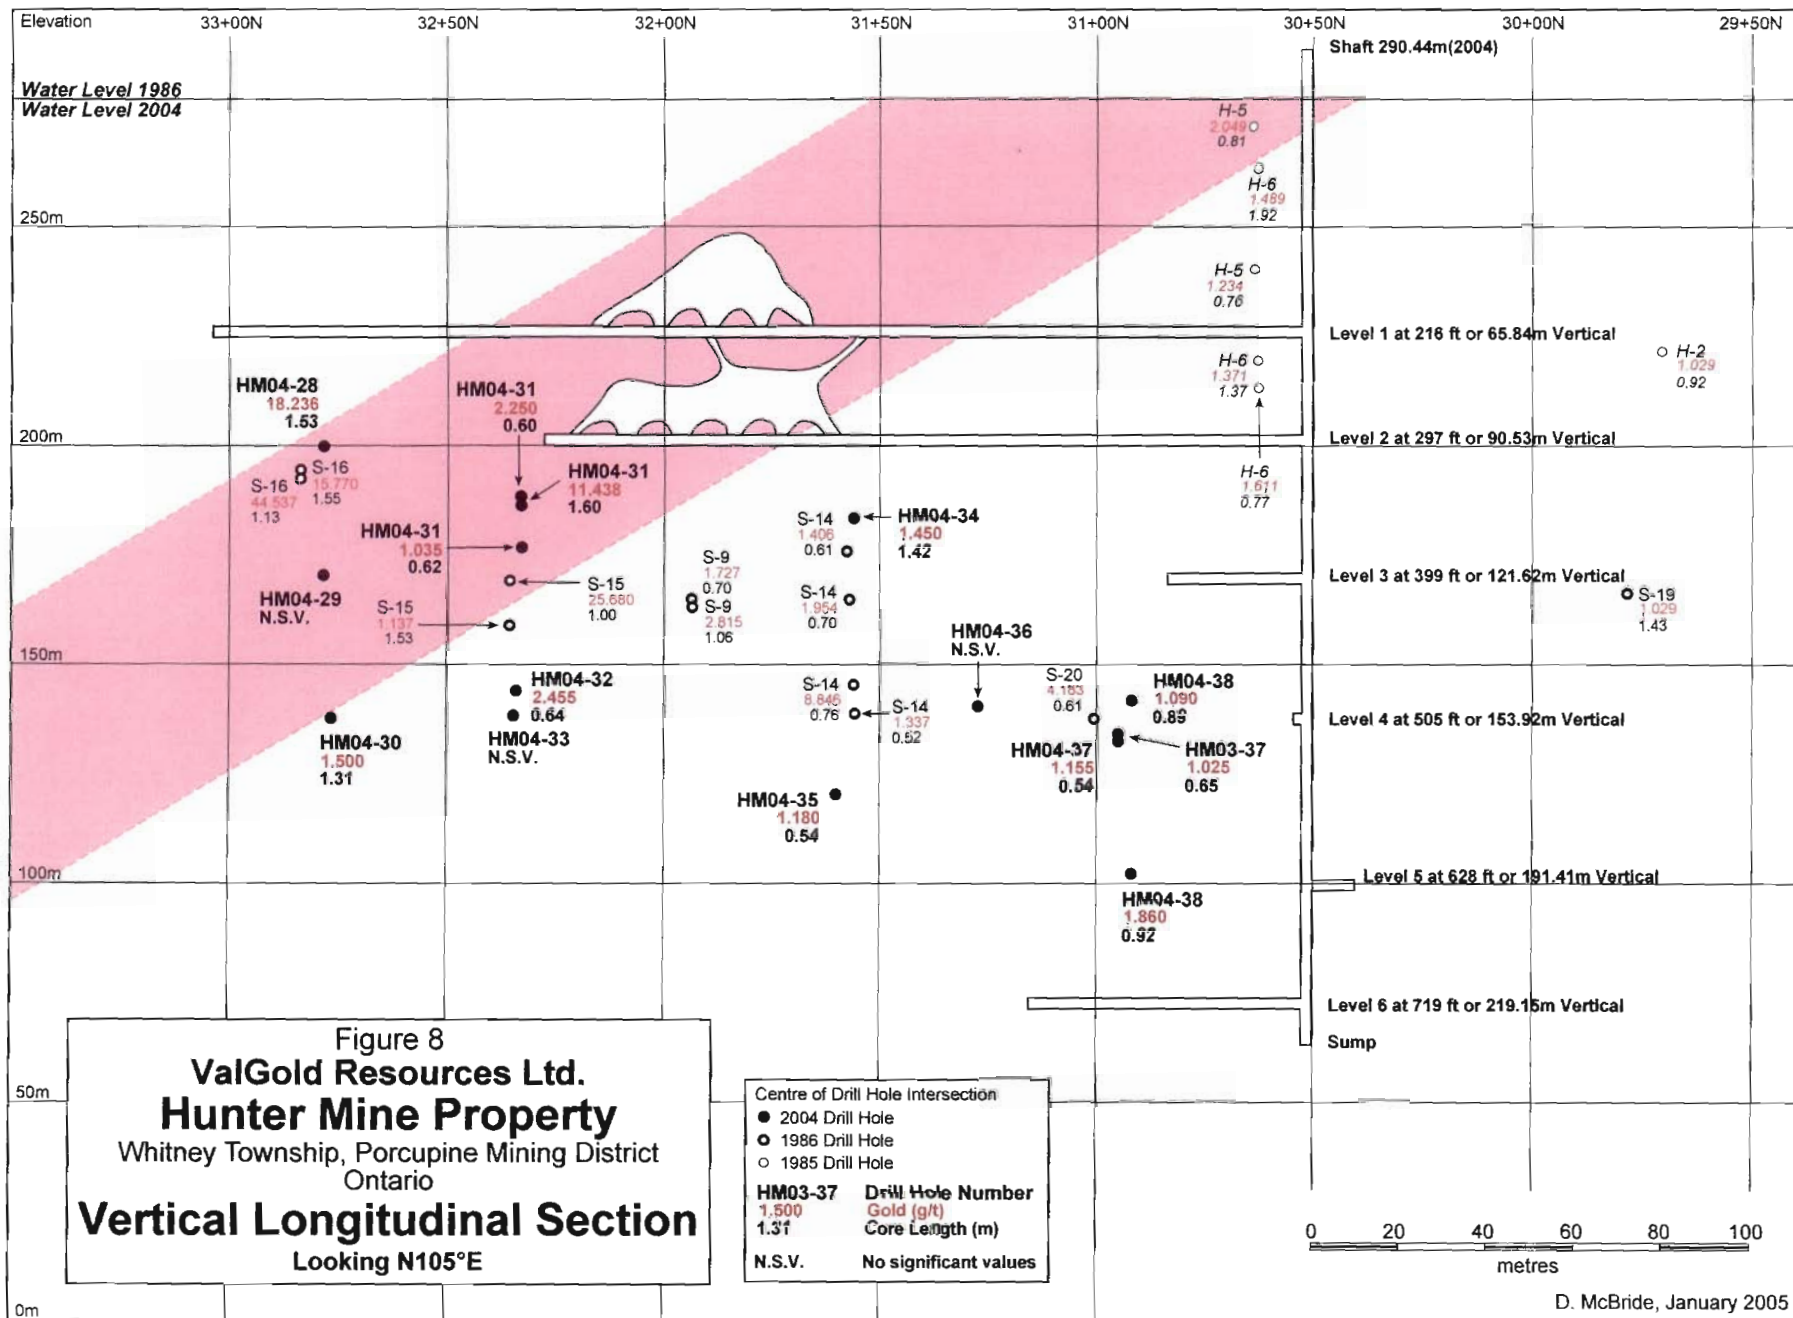 Elevation
33+00N
32+50N
32+00N
31+50N
31+00N
30+50N
30+00N
29+50N
Shaft 290.44m(2004)
Water Level 1986
Water Level 2004
H-5
2.049
0.81
H-6
1.489
1.92
250m
H-5
1.234
0.76
Level 1 at 216 ft or 65.84m Vertical
H-6
1.371
1.37
H-2
1.029
0.92
HM04-28
18.236
1.53
HM04-31
2.250
0.60
200m
Level 2 at 297 ft or 90.53m Vertical
S-16
15.770
1.55
S-16
44.537
1.13
HM04-31
11.438
1.60
H-6
1.611
0.77
HM04-31
1.035
0.62
S-14
1.406
0.61
HM04-34
1.450
1.42
S-9
1.727
0.70
Level 3 at 399 ft or 121.62m Vertical
HM04-29
N.S.V.
S-15
25.680
1.00
S-15
1.137
1.53
S-9
2.815
1.06
S-14
1.954
0.70
S-19
1.029
1.43
HM04-36
N.S.V.
150m
HM04-32
2.455
0.64
S-14
8.846
0.76
S-14
1.337
0.52
S-20
4.183
0.61
HM04-38
1.090
0.89
Level 4 at 505 ft or 153.92m Vertical
HM04-30
1.500
1.31
HM04-33
N.S.V.
HM04-37
1.155
0.54
HM03-37
1.025
0.65
HM04-35
1.180
0.54
100m
Level 5 at 628 ft or 191.41m Vertical
HM04-38
1.860
0.92
Level 6 at 719 ft or 219.15m Vertical
Sump
50m
Figure 8
ValGold Resources Ltd.
Hunter Mine Property
Whitney Township, Porcupine Mining District
Ontario
Vertical Longitudinal Section
Looking N105°E
Centre of Drill Hole Intersection
2004 Drill Hole
1986 Drill Hole
1985 Drill Hole
HM03-37 Drill Hole Number
1.500 Gold (g/t)
1.31 Core Length (m)
N.S.V. No significant values
0 20 40 60 80 100
metres
0m
D. McBride, January 2005